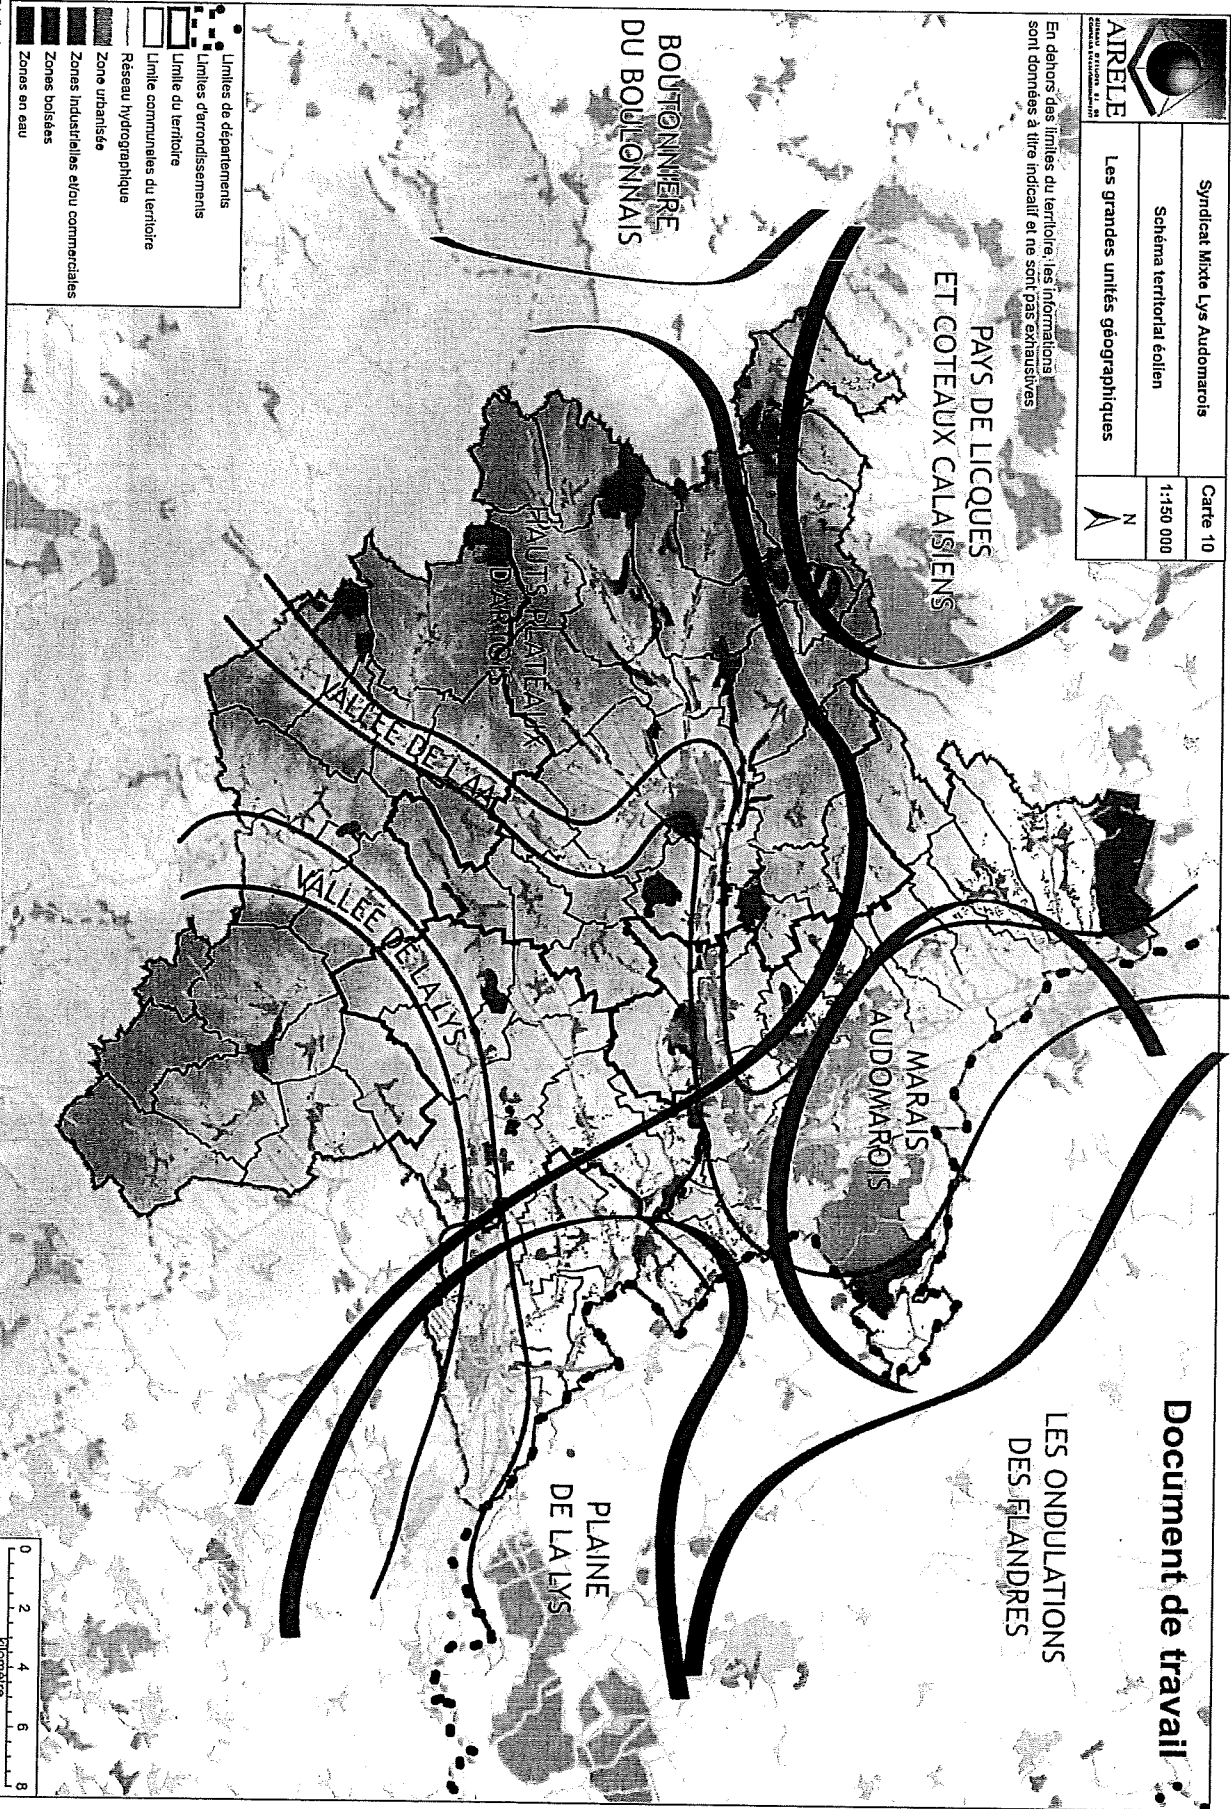 AIRELE
Syndicat Mixte Lys Audomarois
Schéma territorial éolien
Les grandes unités géographiques
Carte 10
1:150 000
N
En dehors des limites du territoire, les informations
sont données à titre indicatif et ne sont pas exhaustives
Document de travail
BOUTONNIERE
DU BOULONNAIS
PAYS DE LICQUES
ET COTEAUX CALAISIENS
HAUTS PLATEAUX
D'ARTOIS
VALLEE DE L'AA
VALLEE DE LA LYS
MARAIS
AUDOMAROIS
LES ONDULATIONS
DES FLANDRES
PLAINE
DE LA LYS
Limites de départements
Limites d'arrondissements
Limite du territoire
Limite communales du territoire
Réseau hydrographique
Zone urbanisée
Zones industrielles et/ou commerciales
Zones boisées
Zones en eau
0 2 4 6 8
kilomètre